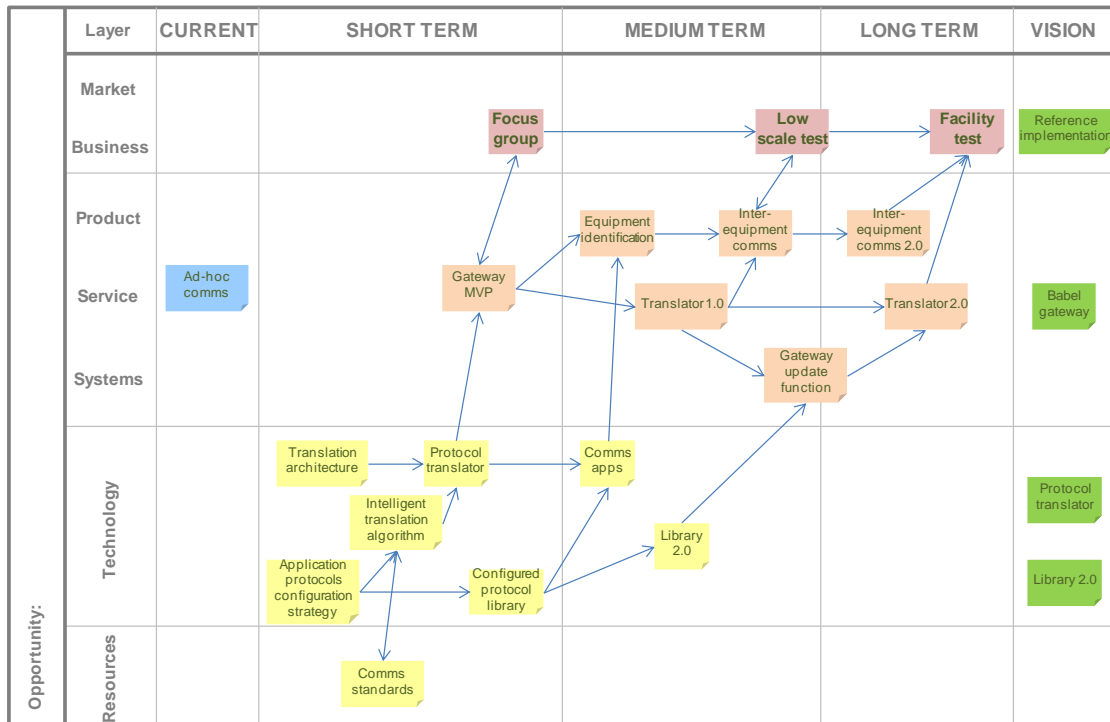 Layer
CURRENT
SHORT TERM
MEDIUM TERM
LONG TERM
VISION
Market
Business
Focus
group
Low
scale test
Facility
test
Reference
implementation
Product
Service
Systems
Equipment
identification
Inter-
equipment
comms
Inter-
equipment
comms 2.0
Ad-hoc
comms
Gateway
MVP
Translator 1.0
Translator 2.0
Babel
gateway
Gateway
update
function
Technology
Translation
architecture
Protocol
translator
Comms
apps
Intelligent
translation
algorithm
Library
2.0
Protocol
translator
Application
protocols
configuration
strategy
Configured
protocol
library
Library 2.0
Opportunity:
Resources
Comms
standards